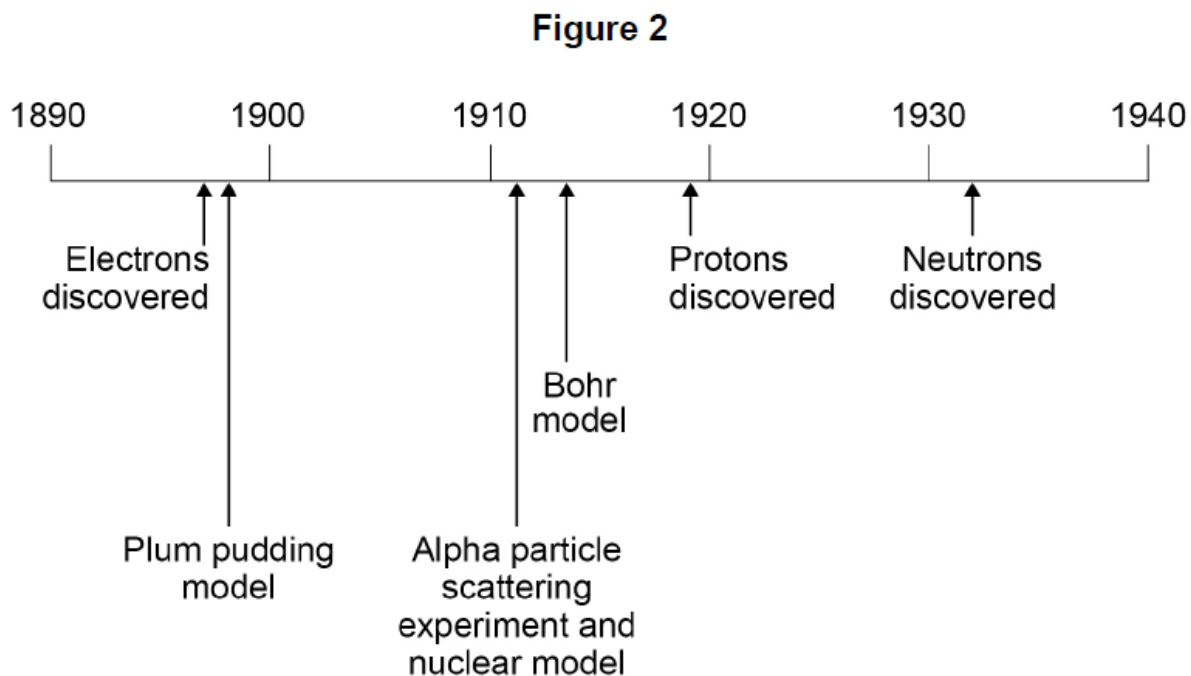 Figure 2
1890 1900 1910 1920 1930 1940
Electrons
discovered
Protons
discovered
Neutrons
discovered
Bohr
model
Plum pudding
model
Alpha particle
scattering
experiment and
nuclear model